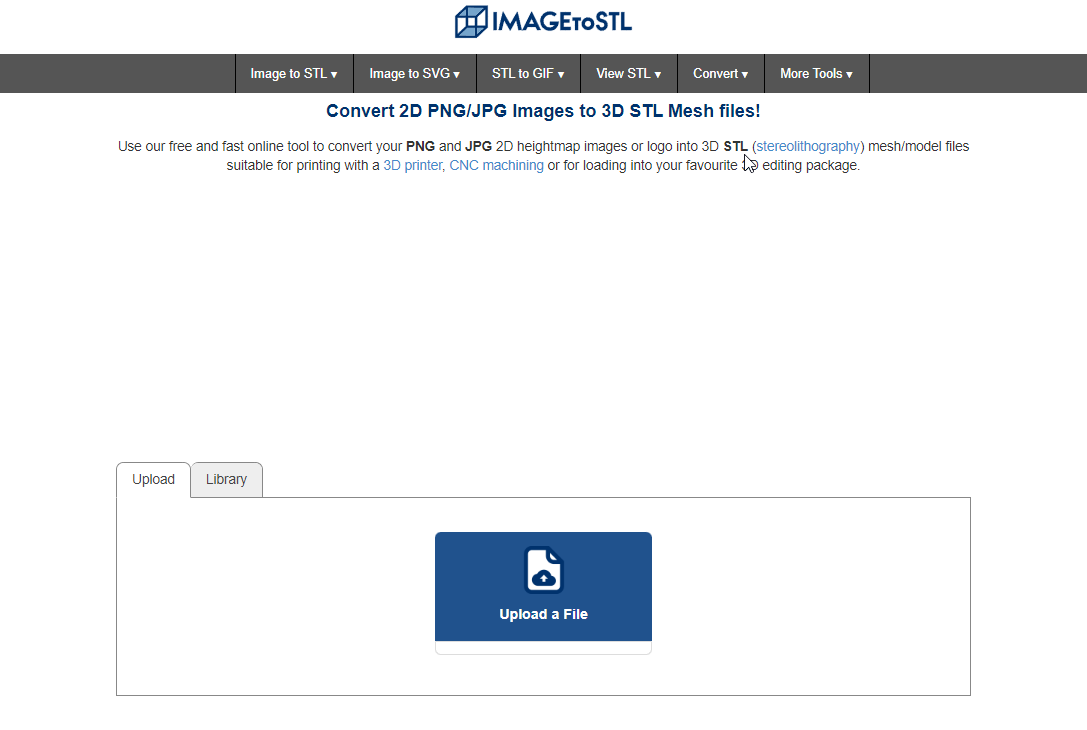 IMAGETOSTL
Image to STL ▾ Image to SVG ▾ STL to GIF ▾ View STL ▾ Convert ▾ More Tools ▾
Convert 2D PNG/JPG Images to 3D STL Mesh files!
Use our free and fast online tool to convert your PNG and JPG 2D heightmap images or logo into 3D STL (stereolithography) mesh/model files
suitable for printing with a 3D printer, CNC machining or for loading into your favourite editing package.
Upload Library
Upload a File